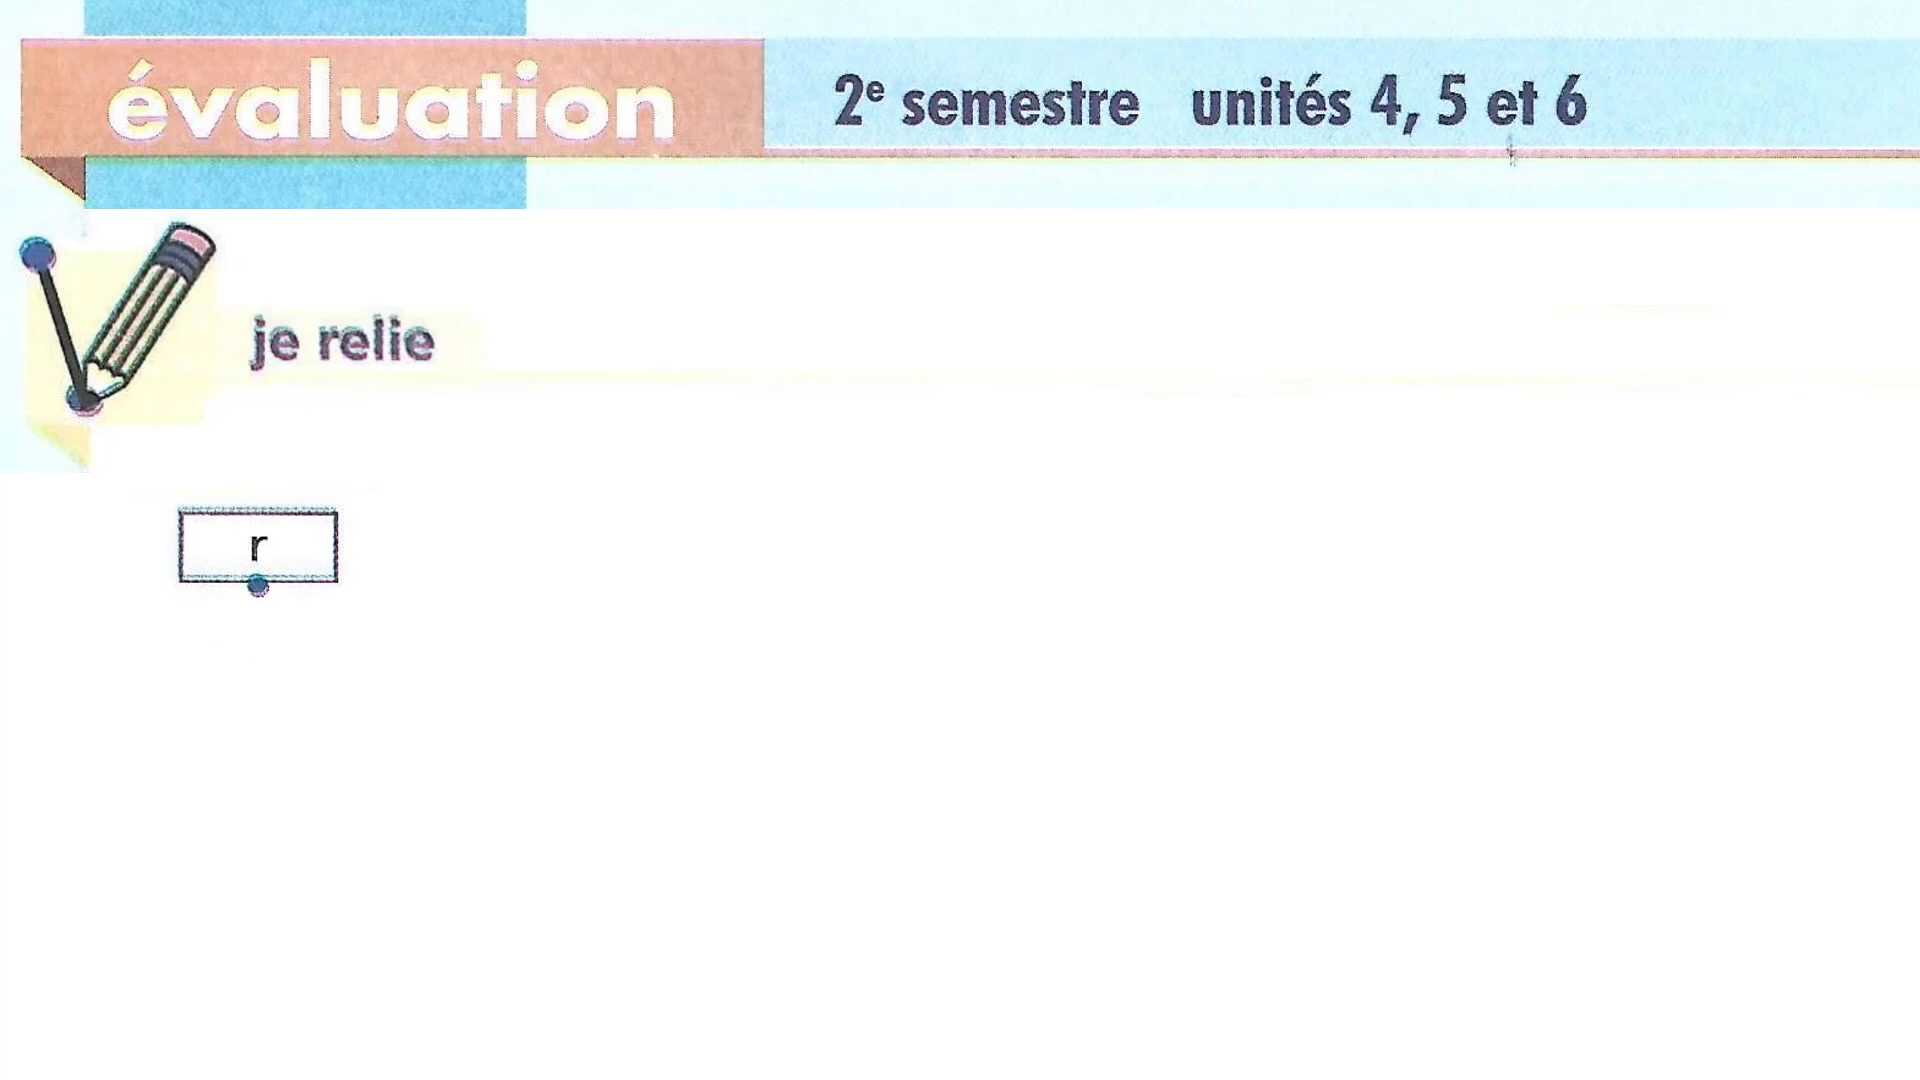 évaluation 2e semestre unités 4, 5 et 6
je relie
r